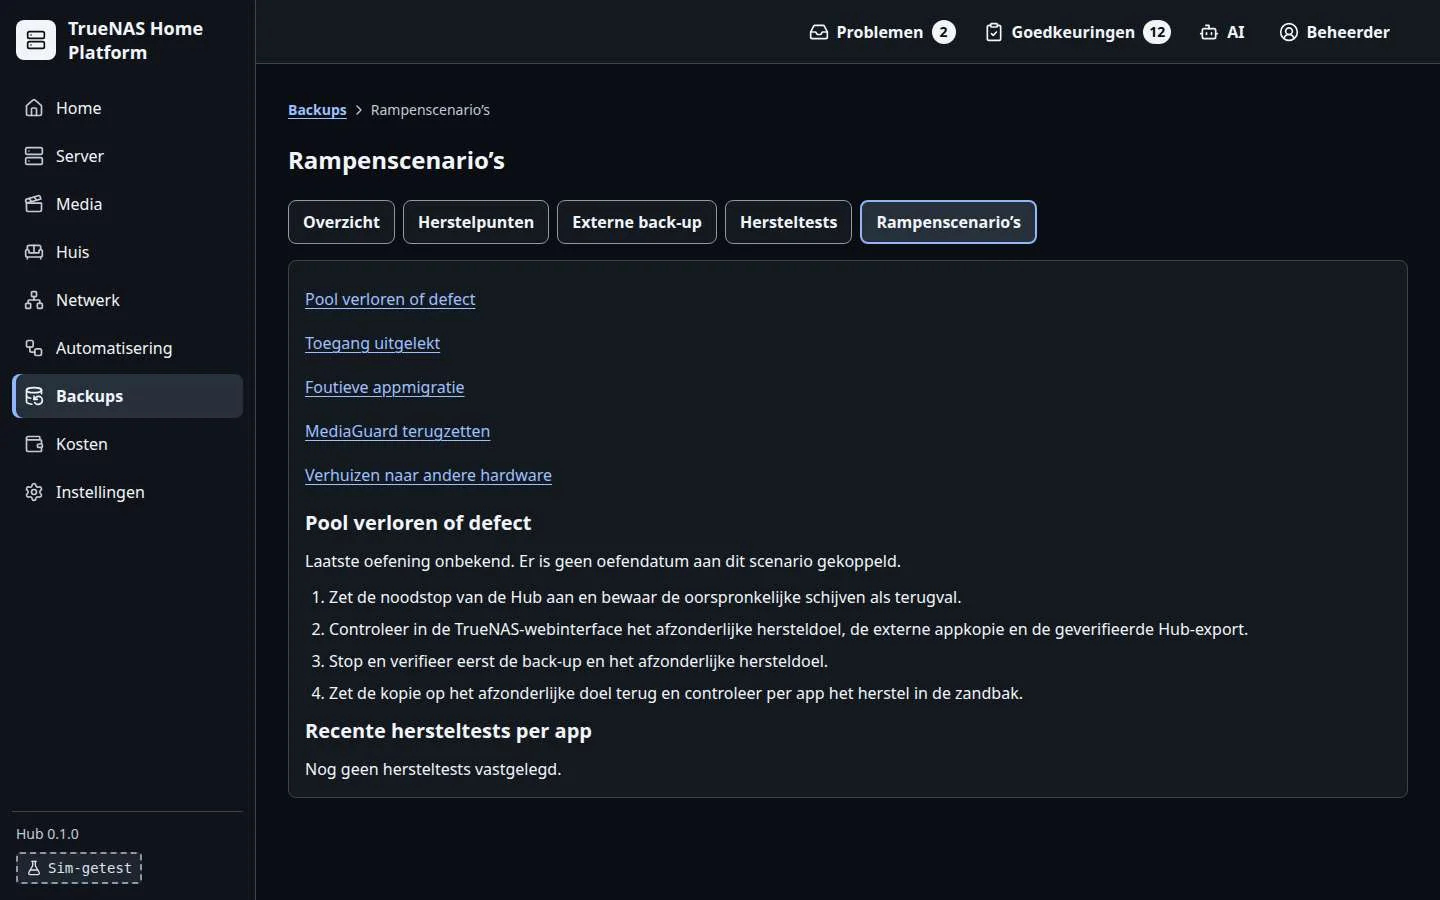 TrueNAS Home
Platform
Problemen 2
Goedkeuringen 12
AI
Beheerder
Home
Server
Media
Huis
Netwerk
Automatisering
Backups
Kosten
Instellingen
Hub 0.1.0
Sim-getest
Backups > Rampenscenario’s
Rampenscenario’s
Overzicht
Herstelpunten
Externe back-up
Hersteltests
Rampenscenario’s
Pool verloren of defect
Toegang uitgelekt
Foutieve appmigratie
MediaGuard terugzetten
Verhuizen naar andere hardware
Pool verloren of defect
Laatste oefening onbekend. Er is geen oefendatum aan dit scenario gekoppeld.
1. Zet de noodstop van de Hub aan en bewaar de oorspronkelijke schijven als terugval.
2. Controleer in de TrueNAS-webinterface het afzonderlijke hersteldoel, de externe appkopie en de geverifieerde Hub-export.
3. Stop en verifieer eerst de back-up en het afzonderlijke hersteldoel.
4. Zet de kopie op het afzonderlijke doel terug en controleer per app het herstel in de zandbak.
Recente hersteltests per app
Nog geen hersteltests vastgelegd.